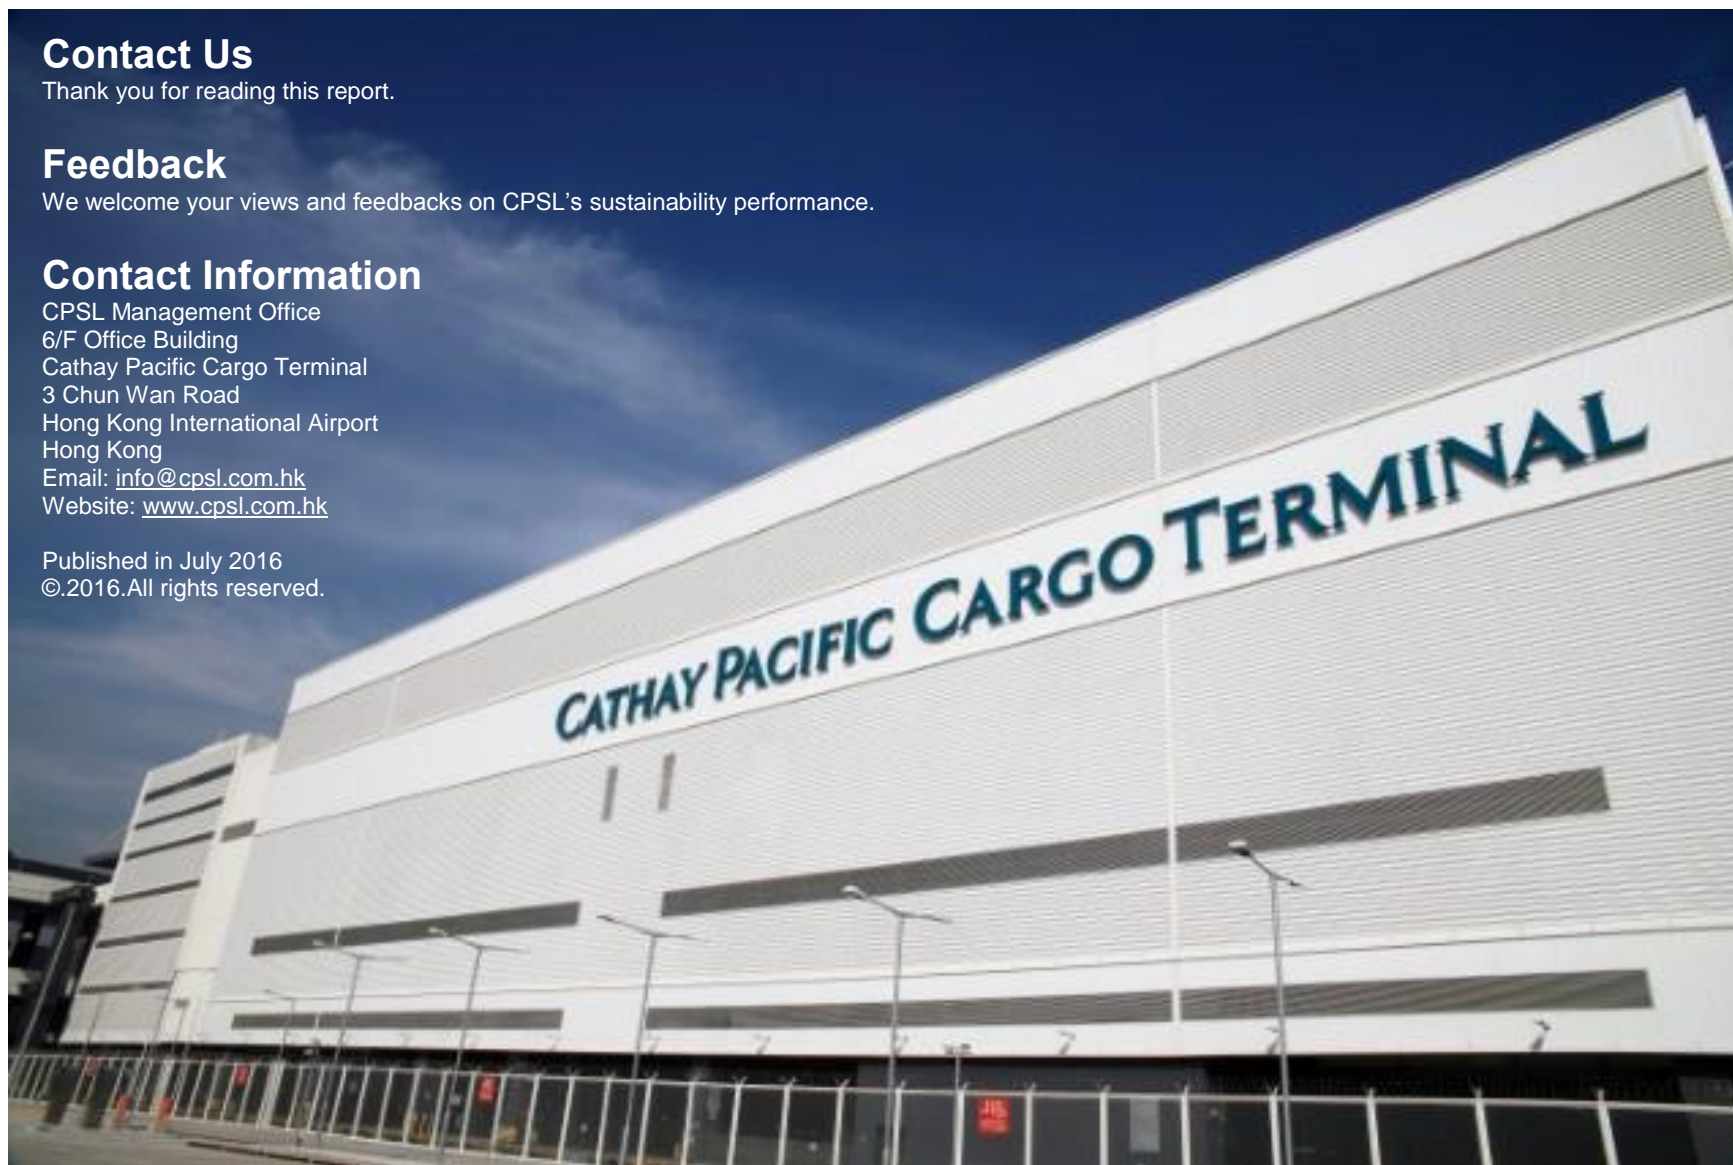 Contact Us
Thank you for reading this report.
Feedback
We welcome your views and feedbacks on CPSL’s sustainability performance.
Contact Information
CPSL Management Office
6/F Office Building
Cathay Pacific Cargo Terminal
3 Chun Wan Road
Hong Kong International Airport
Hong Kong
Email: info@cpsl.com.hk
Website: www.cpsl.com.hk
Published in July 2016
©.2016.All rights reserved.
CATHAY PACIFIC CARGO TERMINAL